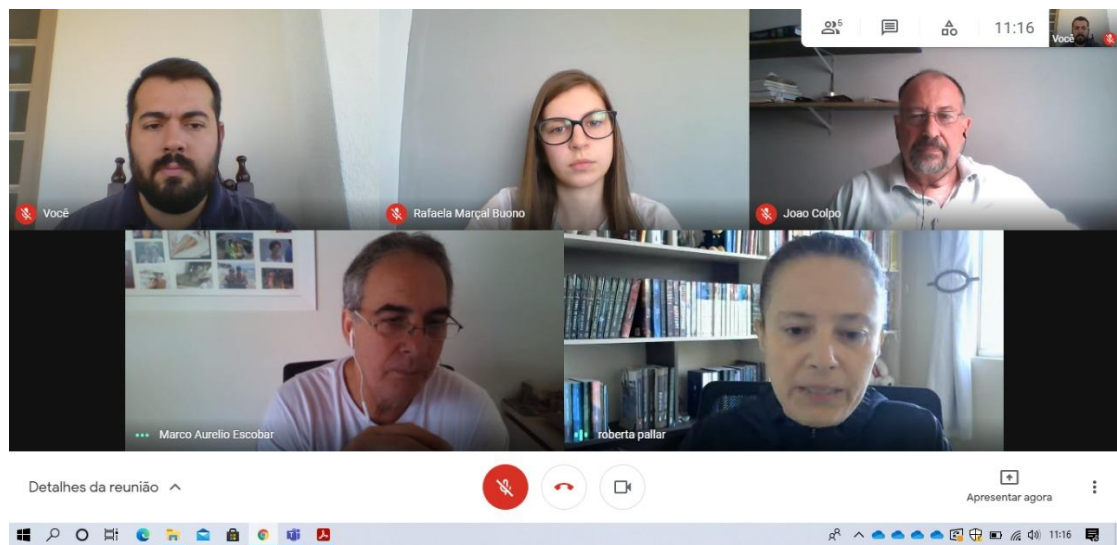 5
11:16
Você
Você
Rafaela Marçal Buono
Joao Colpo
Marco Aurelio Escobar
roberta pallar
Detalhes da reunião
Apresentar agora
11:16